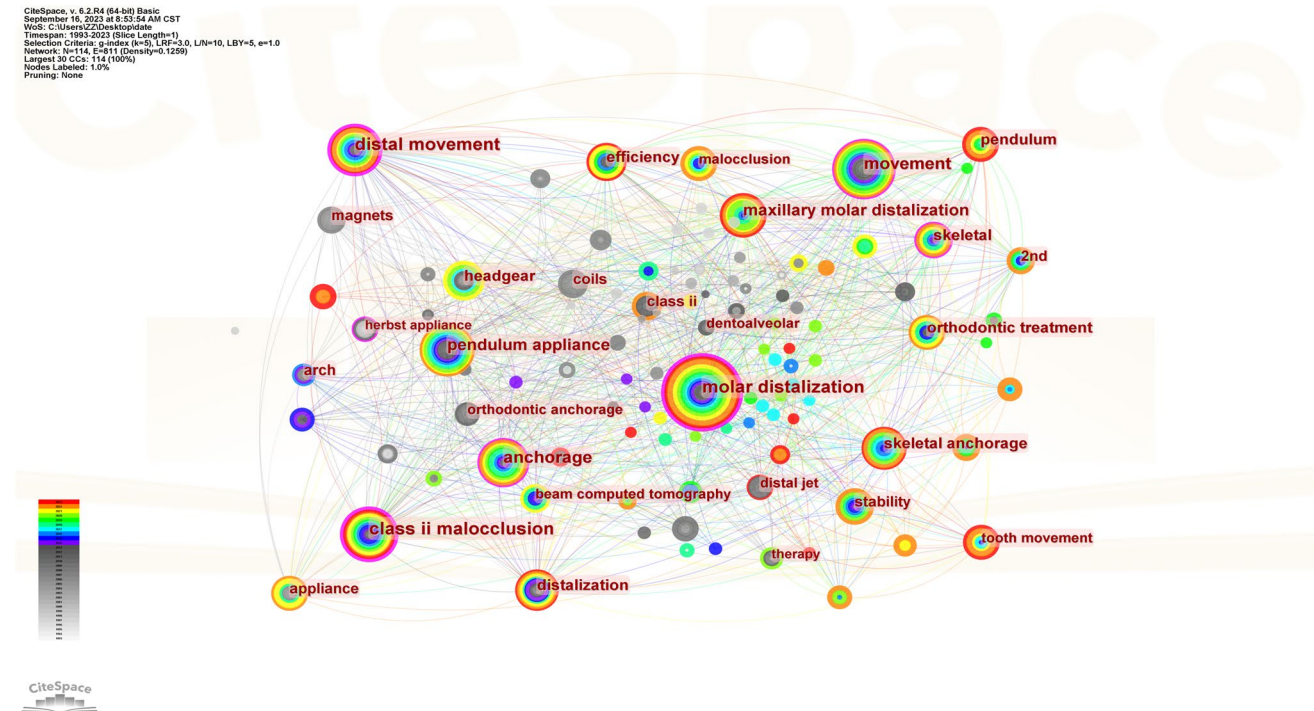 CiteSpace, v. 6.2.R4 (64-bit) Basic
September 16, 2023 at 8:53:54 AM CST
WoS: C:\Users\ZZ\Desktop\date
Timespan: 1993-2023 (Slice Length=1)
Selection Criteria: g-index (k=5), LRF=3.0, L/N=10, LBY=5, e=1.0
Network: N=114, E=811 (Density=0.1259)
Largest 30 CCs: 114 (100%)
Nodes Labeled: 1.0%
Pruning: None
CiteSpace
distal movement
efficiency
malocclusion
movement
pendulum
magnets
maxillary molar distalization
skeletal
2nd
headgear
coils
class ii
herbst appliance
dentoalveolar
orthodontic treatment
pendulum appliance
arch
molar distalization
orthodontic anchorage
skeletal anchorage
anchorage
beam computed tomography
distal jet
stability
class ii malocclusion
tooth movement
therapy
appliance
distalization
CiteSpace